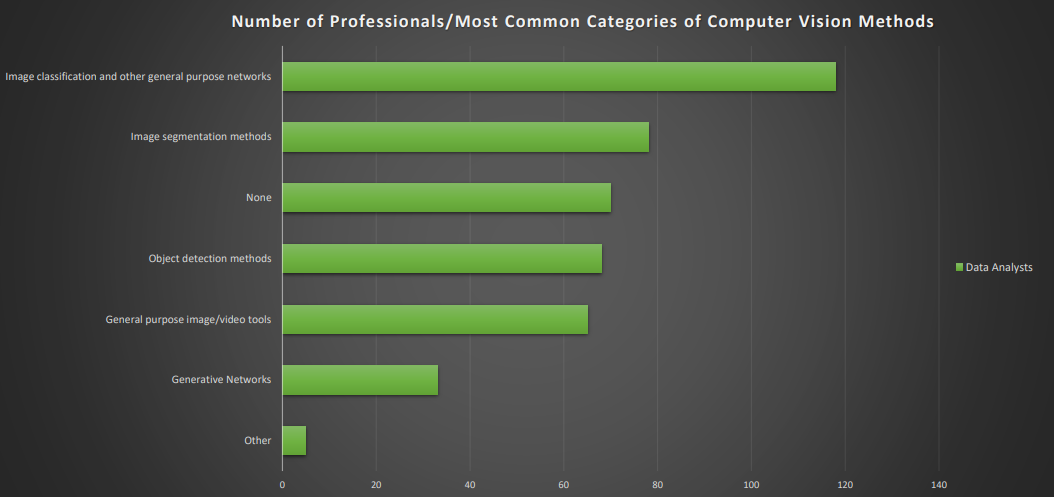 Number of Professionals/Most Common Categories of Computer Vision Methods
Image classification and other general purpose networks
Image segmentation methods
None
Object detection methods
General purpose image/video tools
Generative Networks
Other
0 20 40 60 80 100 120 140
Data Analysts